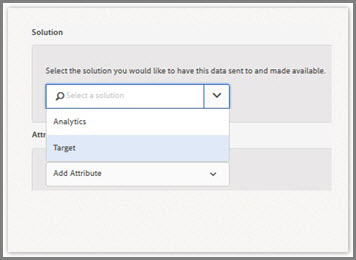 Solution
Select the solution you would like to have this data sent to and made available.
Select a solution
Analytics
Target
Add Attribute